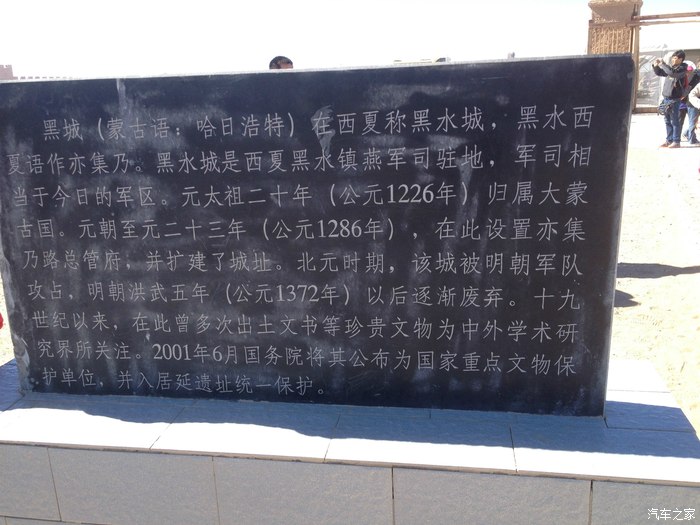 黑城（蒙古语：哈日浩特）在西夏称黑水城，黑水西
夏语作亦集乃。黑水城是西夏黑水镇燕军司驻地，军司相
当于今日的军区。元太祖二十年（公元1226年）归属大蒙
古国。元朝至元二十三年（公元1286年），在此设置亦集
乃路总管府，并扩建了城址。北元时期，该城被明朝军队
攻占，明朝洪武五年（公元1372年）以后逐渐废弃。十九
世纪以来，在此曾多次出土文书等珍贵文物为中外学术研
究界所关注。2001年6月国务院将其公布为国家重点文物保
护单位，并入居延遗址统一保护。
汽车之家